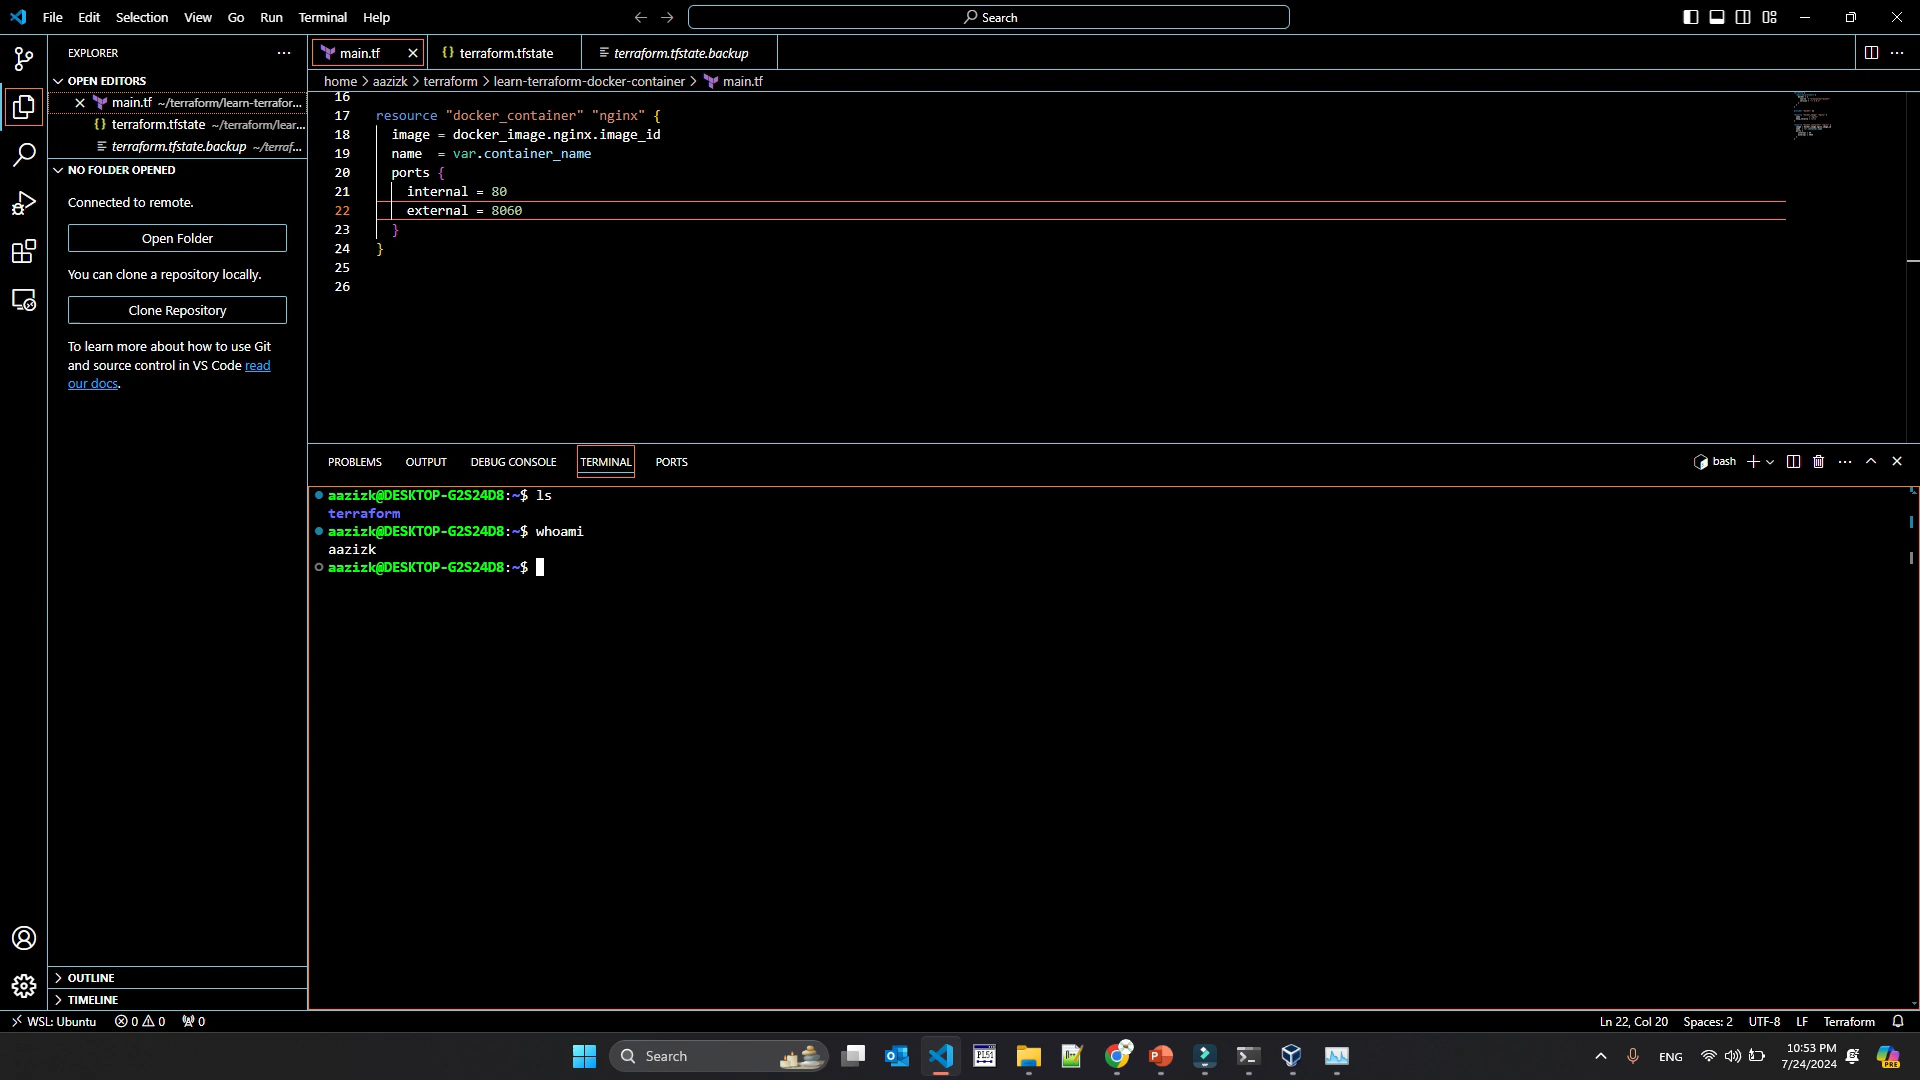 File Edit Selection View Go Run Terminal Help
Search
EXPLORER
OPEN EDITORS
main.tf ~/terraform/learn-terrafor...
terraform.tfstate ~/terraform/lear...
terraform.tfstate.backup ~/terraf...
NO FOLDER OPENED
Connected to remote.
Open Folder
You can clone a repository locally.
Clone Repository
To learn more about how to use Git
and source control in VS Code read
our docs.
OUTLINE
TIMELINE
main.tf
terraform.tfstate
terraform.tfstate.backup
home > aazizk > terraform > learn-terraform-docker-container > main.tf
16
17 resource "docker_container" "nginx" {
18 image = docker_image.nginx.image_id
19 name = var.container_name
20 ports {
21 internal = 80
22 external = 8060
23 }
24 }
25
26
PROBLEMS OUTPUT DEBUG CONSOLE TERMINAL PORTS
bash
aazizk@DESKTOP-G2S24D8:~$ ls
terraform
aazizk@DESKTOP-G2S24D8:~$ whoami
aazizk
aazizk@DESKTOP-G2S24D8:~$
WSL: Ubuntu 0 0 0
Ln 22, Col 20 Spaces: 2 UTF-8 LF Terraform
Search
ENG
10:53 PM
7/24/2024
PRE